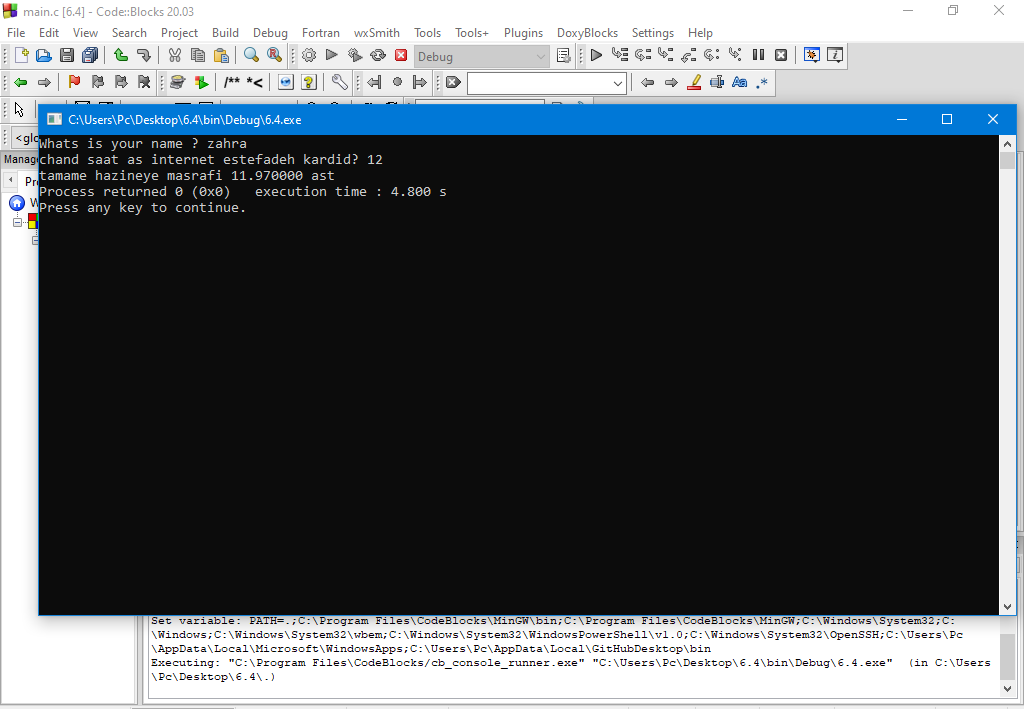 main.c [6.4] - Code::Blocks 20.03
File Edit View Search Project Build Debug Fortran wxSmith Tools Tools+ Plugins DoxyBlocks Settings Help
Debug
/** *<
Aa .*
C:\Users\Pc\Desktop\6.4\bin\Debug\6.4.exe
<glo
Manag
Pr
W
Whats is your name ? zahra
chand saat as internet estefadeh kardid? 12
tamame hazineye masrafi 11.970000 ast
Process returned 0 (0x0)   execution time : 4.800 s
Press any key to continue.
Set variable: PATH=.;C:\Program Files\CodeBlocks\MinGW\bin;C:\Program Files\CodeBlocks\MinGW;C:\Windows\System32;C:
\Windows;C:\Windows\System32\wbem;C:\Windows\System32\WindowsPowerShell\v1.0;C:\Windows\System32\OpenSSH;C:\Users\Pc
\AppData\Local\Microsoft\WindowsApps;C:\Users\Pc\AppData\Local\GitHubDesktop\bin
Executing: "C:\Program Files\CodeBlocks/cb_console_runner.exe" "C:\Users\Pc\Desktop\6.4\bin\Debug\6.4.exe"  (in C:\Users
\Pc\Desktop\6.4\.)